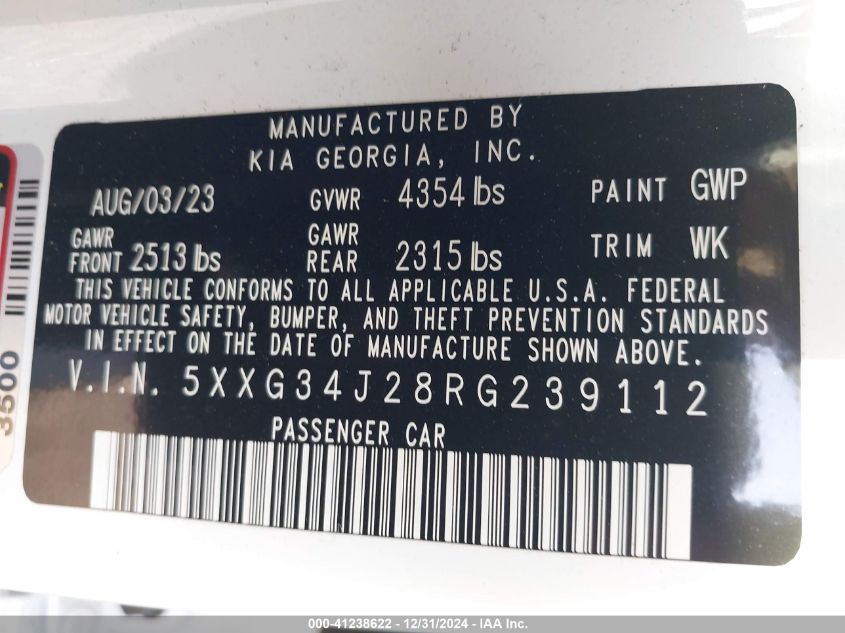 MANUFACTURED BY
KIA GEORGIA, INC.
AUG/03/23 GVWR 4354 lbs PAINT GWP
GAWR FRONT 2513 lbs GAWR REAR 2315 lbs TRIM WK
THIS VEHICLE CONFORMS TO ALL APPLICABLE U.S.A. FEDERAL
MOTOR VEHICLE SAFETY, BUMPER, AND THEFT PREVENTION STANDARDS
IN EFFECT ON THE DATE OF MANUFACTURE SHOWN ABOVE.
V.I.N. 5XXG34J28RG239112
PASSENGER CAR
3500
000-41238622 - 12/31/2024 - IAA Inc.